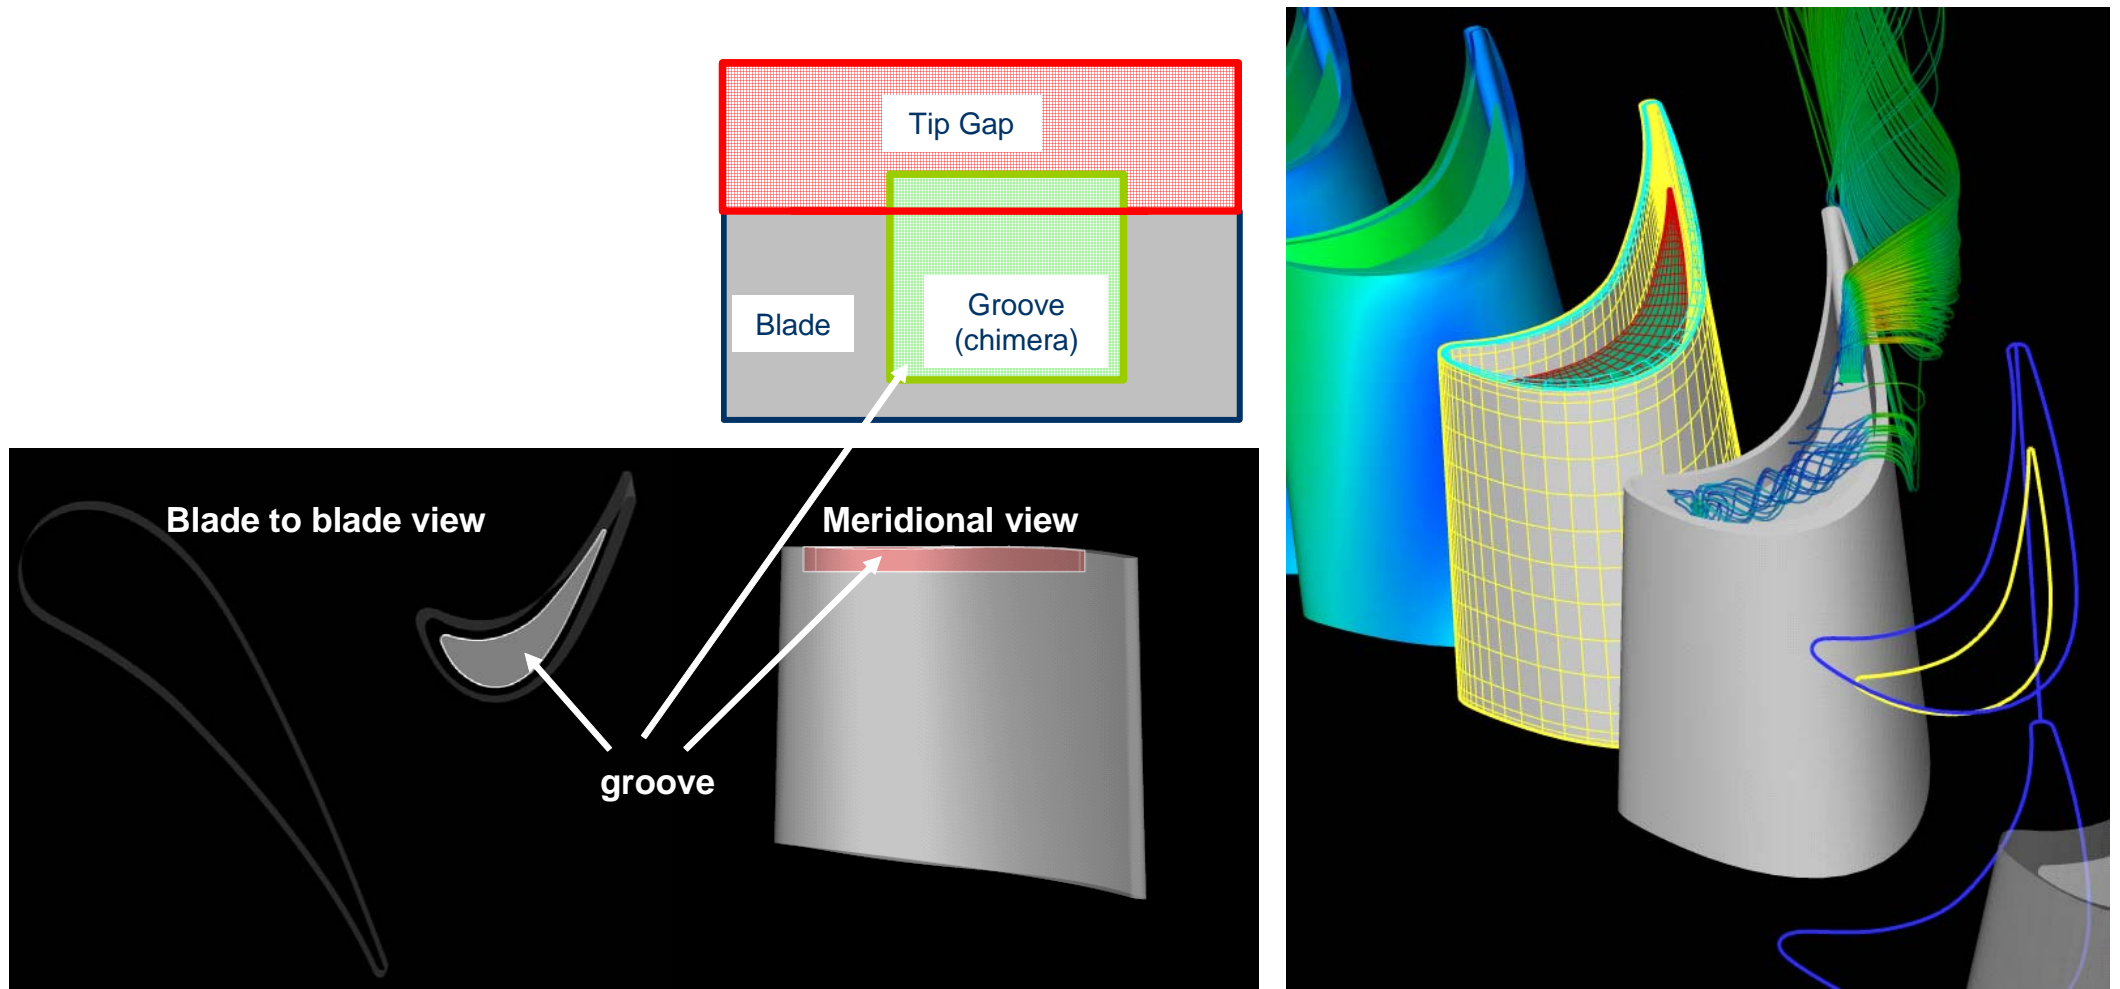 Tip Gap
Groove
(chimera)
Blade
Blade to blade view
Meridional view
groove